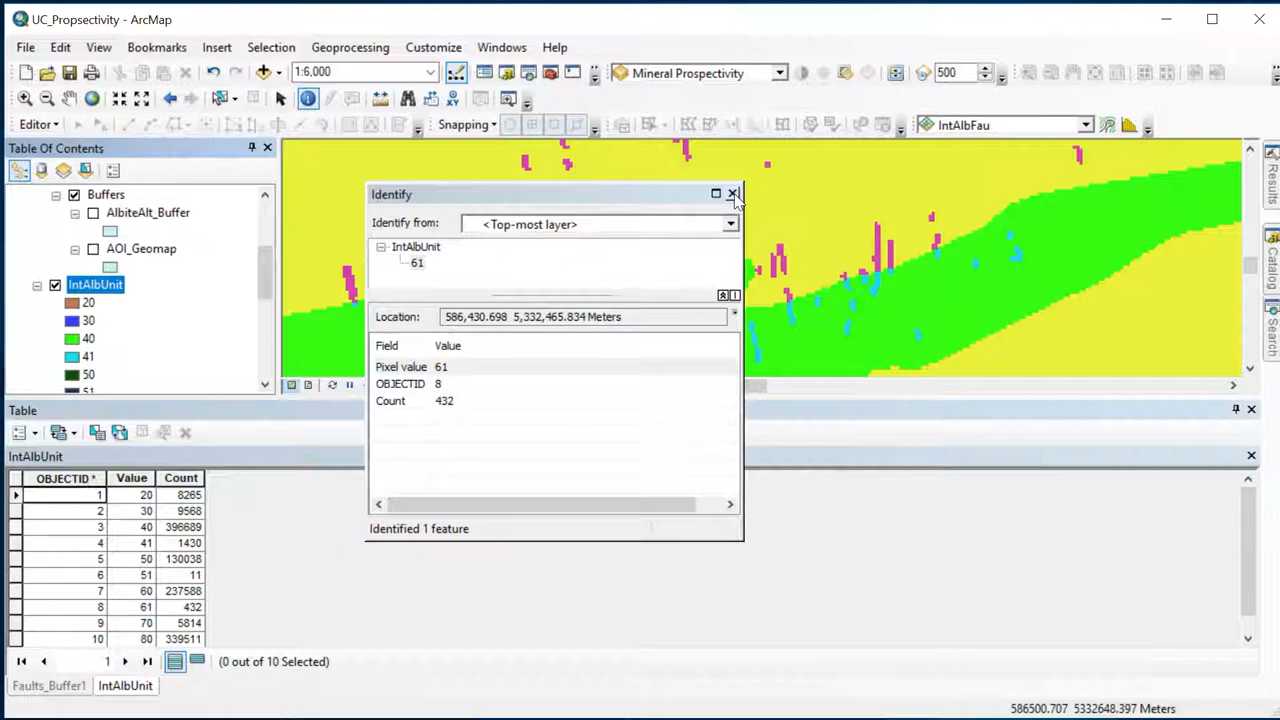 UC_Propsectivity - ArcMap
File Edit View Bookmarks Insert Selection Geoprocessing Customize Windows Help
1:6,000 Mineral Prospectivity 500
Editor Snapping IntAlbFau
Table Of Contents
Buffers
AlbiteAlt_Buffer
AOI_Geomap
IntAlbUnit
20
30
40
41
50
51
Identify
Identify from: <Top-most layer>
IntAlbUnit
61
Location: 586,430.698 5,332,465.834 Meters
Field Value
Pixel value 61
OBJECTID 8
Count 432
Identified 1 feature
Results
Catalog
Search
Table
IntAlbUnit
OBJECTID * Value Count
1 20 8265
2 30 9568
3 40 396689
4 41 1430
5 50 130038
6 51 11
7 60 237588
8 61 432
9 70 5814
10 80 339511
1 (0 out of 10 Selected)
Faults_Buffer1 IntAlbUnit
586500.707 5332648.397 Meters